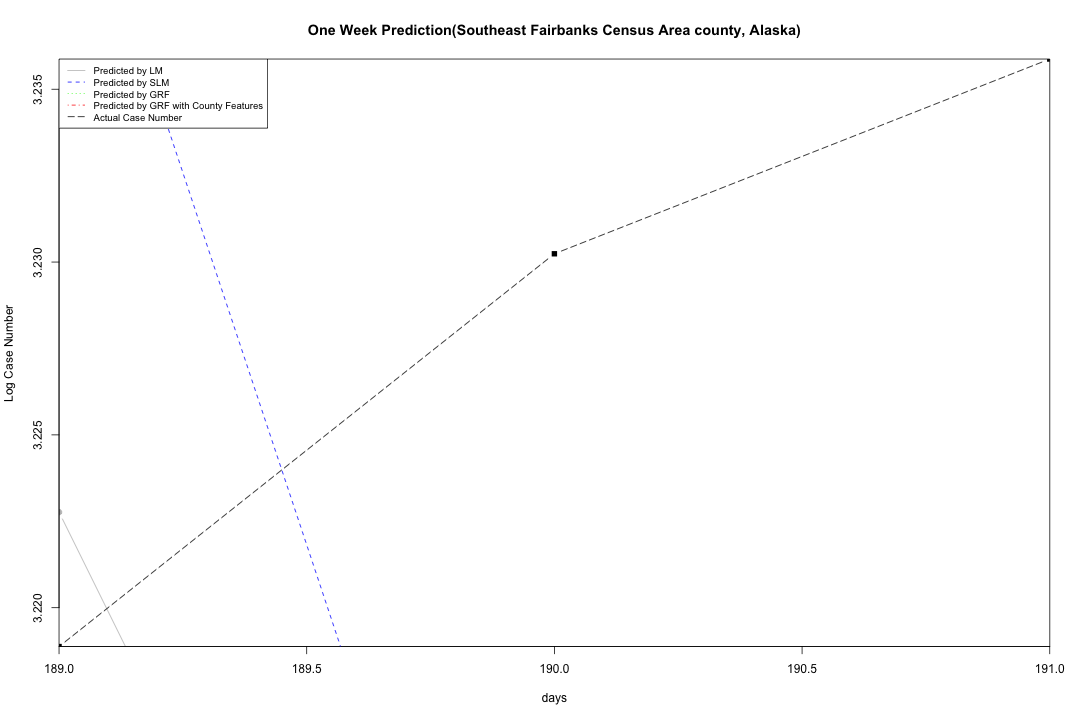 One Week Prediction(Southeast Fairbanks Census Area county, Alaska)
Predicted by LM
Predicted by SLM
Predicted by GRF
Predicted by GRF with County Features
Actual Case Number
Log Case Number
3.235
3.230
3.225
3.220
189.0
189.5
190.0
190.5
191.0
days